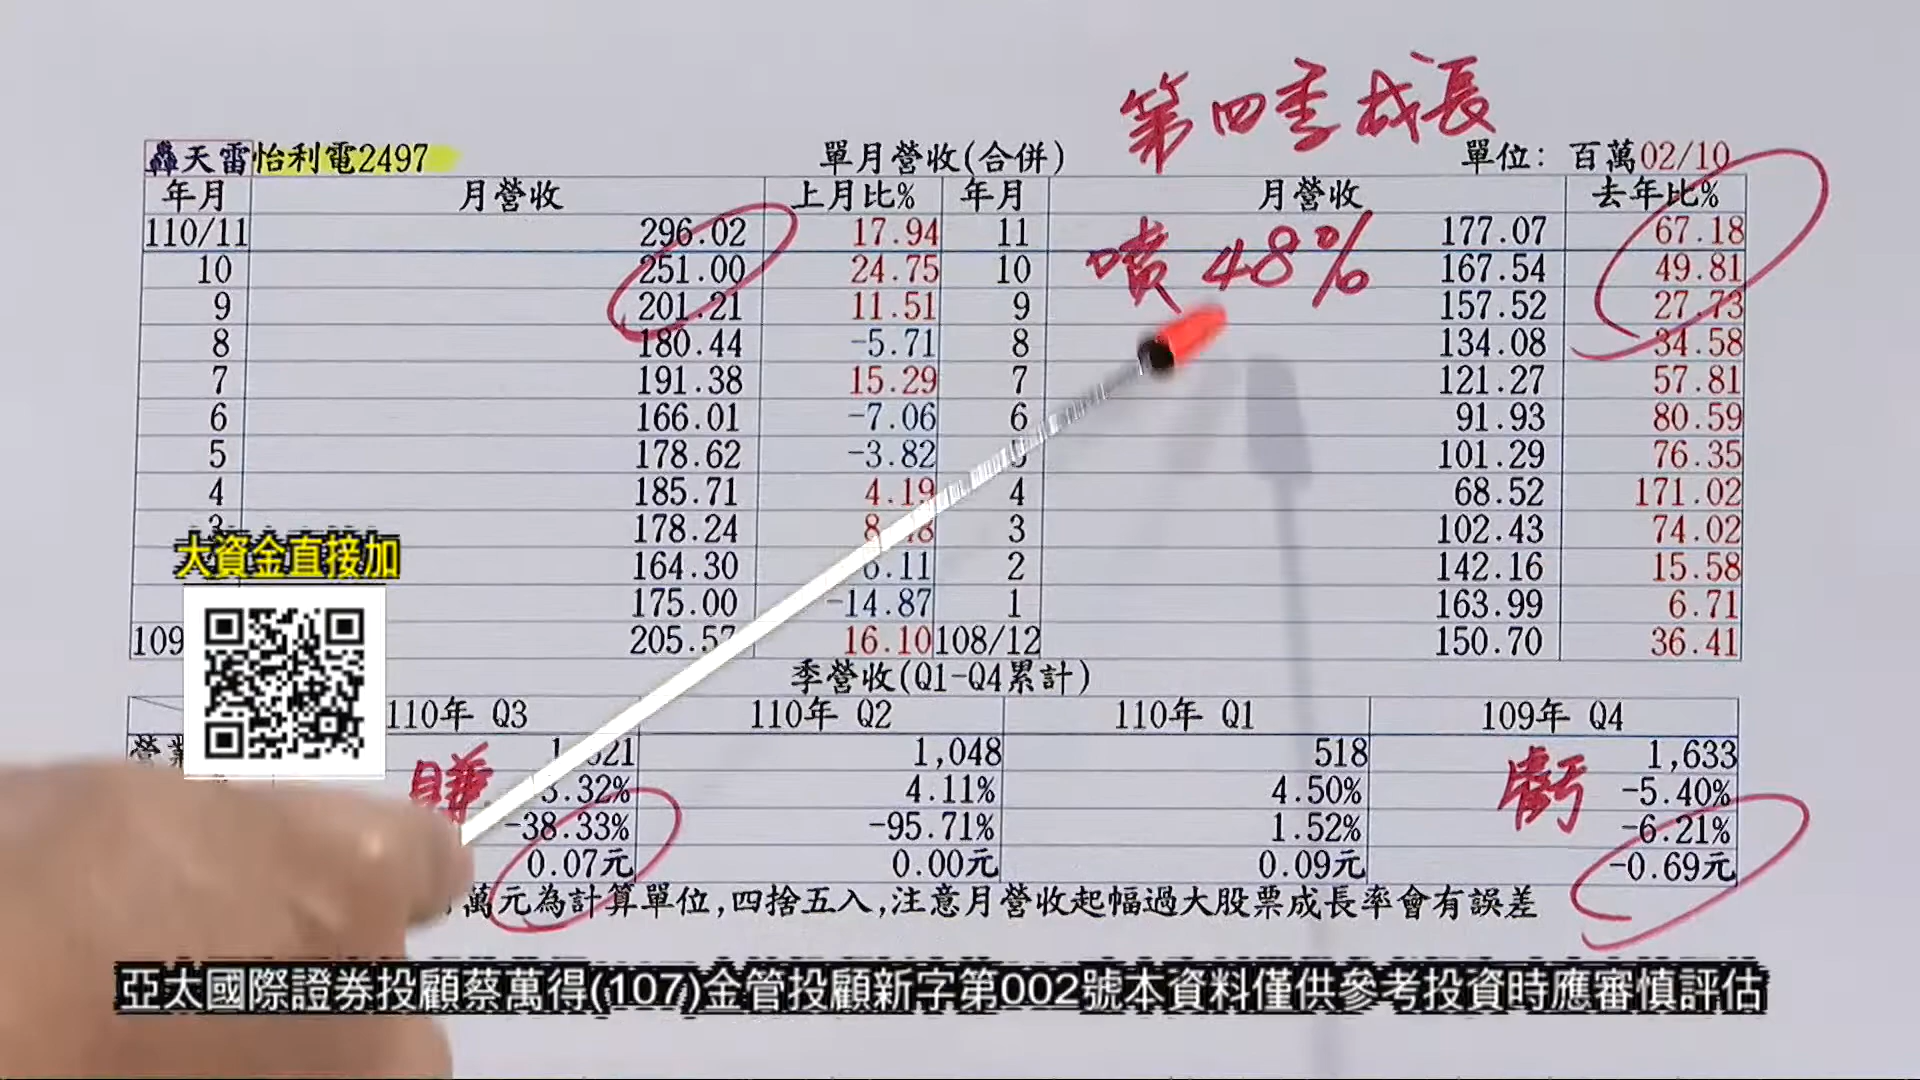 第四季成長
天雷怡利電2497 單月營收(合併) 單位：百萬02/10
年月 月營收 上月比% 年月 月營收 去年比%
110/11 296.02 17.94 11 177.07 67.18
噴48%
10 251.00 24.75 10 167.54 49.81
9 201.21 11.51 9 157.52 27.73
8 180.44 -5.71 8 134.08 34.58
7 191.38 15.29 7 121.27 57.81
6 166.01 -7.06 6 91.93 80.59
5 178.62 -3.82 101.29 76.35
4 185.71 4.19 4 68.52 171.02
178.24 3 102.43 74.02
大資金直接加
164.30 6.11 2 142.16 15.58
175.00 -14.87 1 163.99 6.71
109 205.57 16.10 108/12 150.70 36.41
季營收(Q1-Q4累計)
110年 Q3 110年 Q2 110年 Q1 109年 Q4
1,048 518 1,633
賺 虧
4.11% 4.50% -5.40%
-38.33% -95.71% 1.52% -6.21%
0.07元 0.00元 0.09元 -0.69元
萬元為計算單位,四捨五入,注意月營收起幅過大股票成長率會有誤差
亞太國際證券投顧蔡萬得(107)金管投顧新字第002號本資料僅供參考投資時應審慎評估